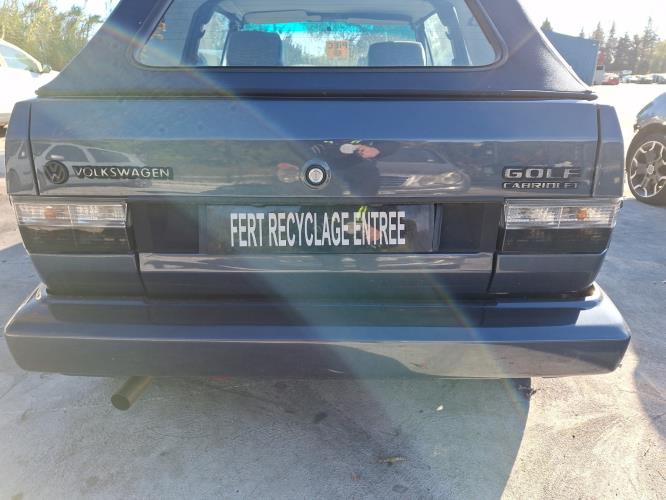 VOLKSWAGEN
GOLF
CABRIOLET
FERT RECYCLAGE ENTREE